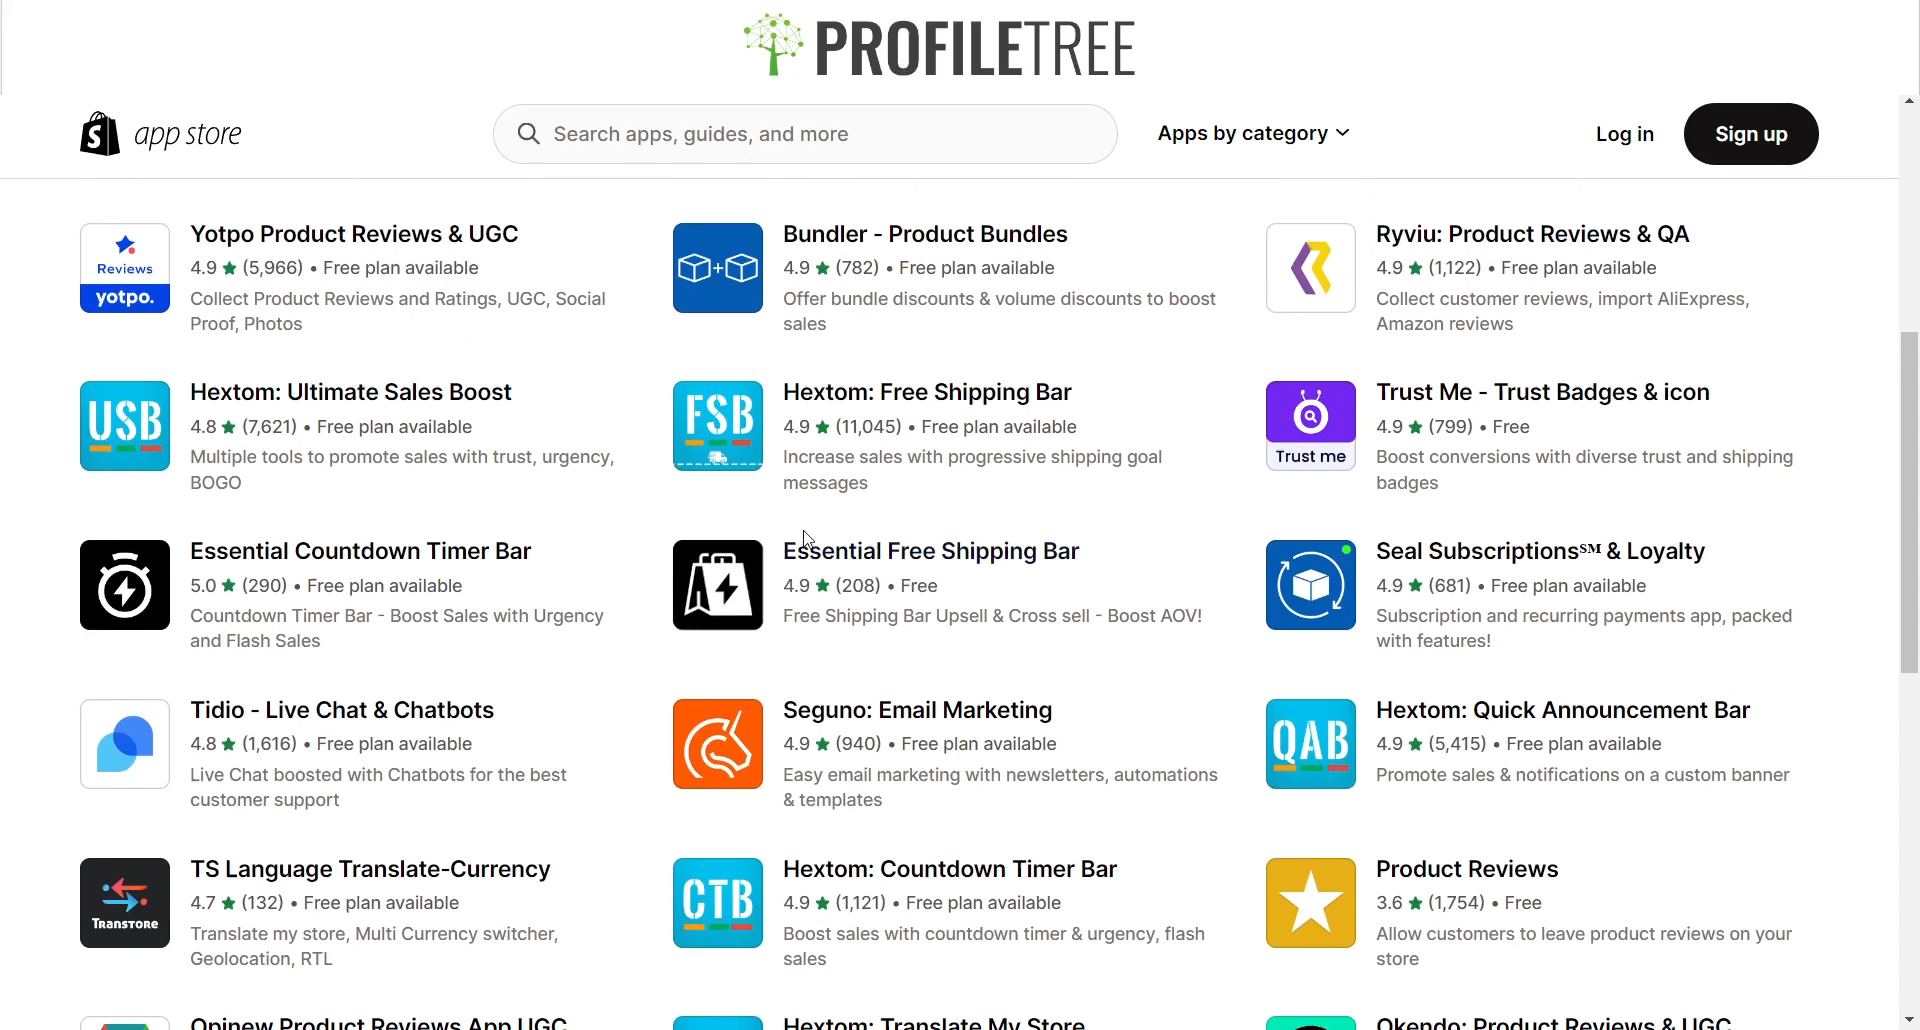 PROFILETREE
app store
Search apps, guides, and more
Apps by category
Log in
Sign up
Reviews
yotpo.
Yotpo Product Reviews & UGC
4.9 ★ (5,966) • Free plan available
Collect Product Reviews and Ratings, UGC, Social
Proof, Photos
Bundler - Product Bundles
4.9 ★ (782) • Free plan available
Offer bundle discounts & volume discounts to boost
sales
Ryviu: Product Reviews & QA
4.9 ★ (1,122) • Free plan available
Collect customer reviews, import AliExpress,
Amazon reviews
USB
Hextom: Ultimate Sales Boost
4.8 ★ (7,621) • Free plan available
Multiple tools to promote sales with trust, urgency,
BOGO
FSB
Hextom: Free Shipping Bar
4.9 ★ (11,045) • Free plan available
Increase sales with progressive shipping goal
messages
Trust me
Trust Me - Trust Badges & icon
4.9 ★ (799) • Free
Boost conversions with diverse trust and shipping
badges
Essential Countdown Timer Bar
5.0 ★ (290) • Free plan available
Countdown Timer Bar - Boost Sales with Urgency
and Flash Sales
Essential Free Shipping Bar
4.9 ★ (208) • Free
Free Shipping Bar Upsell & Cross sell - Boost AOV!
Seal Subscriptions℠ & Loyalty
4.9 ★ (681) • Free plan available
Subscription and recurring payments app, packed
with features!
Tidio - Live Chat & Chatbots
4.8 ★ (1,616) • Free plan available
Live Chat boosted with Chatbots for the best
customer support
Seguno: Email Marketing
4.9 ★ (940) • Free plan available
Easy email marketing with newsletters, automations
& templates
QAB
Hextom: Quick Announcement Bar
4.9 ★ (5,415) • Free plan available
Promote sales & notifications on a custom banner
TRANSTORE
TS Language Translate-Currency
4.7 ★ (132) • Free plan available
Translate my store, Multi Currency switcher,
Geolocation, RTL
CTB
Hextom: Countdown Timer Bar
4.9 ★ (1,121) • Free plan available
Boost sales with countdown timer & urgency, flash
sales
Product Reviews
3.6 ★ (1,754) • Free
Allow customers to leave product reviews on your
store
Opinew Product Reviews App UGC
Hextom: Translate My Store
Okendo: Product Reviews & UGC